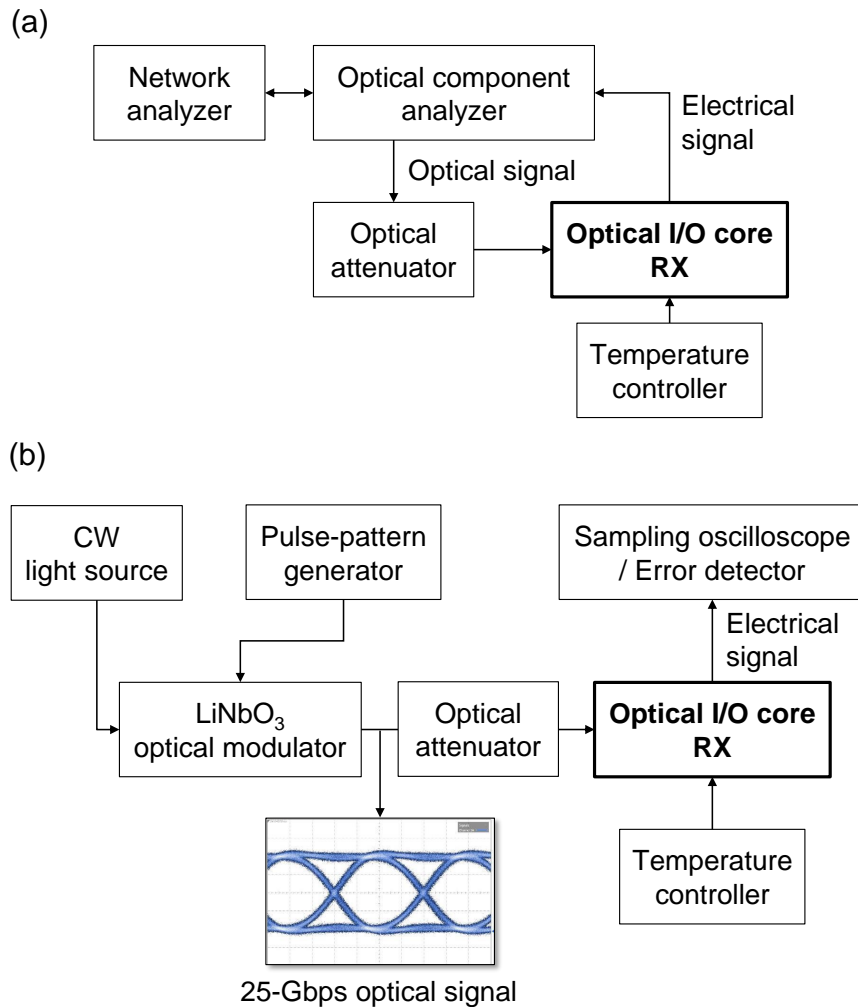 (a)
Network
analyzer
Optical component
analyzer
Electrical
signal
Optical signal
Optical
attenuator
Optical I/O core
RX
Temperature
controller
(b)
CW
light source
Pulse-pattern
generator
Sampling oscilloscope
/ Error detector
Electrical
signal
LiNbO₃
optical modulator
Optical
attenuator
Optical I/O core
RX
Temperature
controller
25-Gbps optical signal